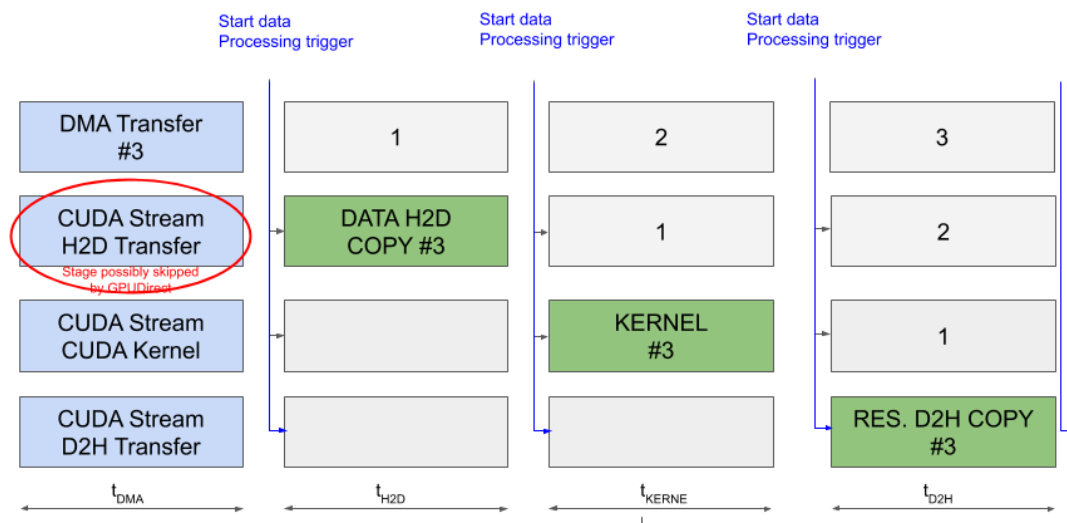 Start data
Processing trigger
Start data
Processing trigger
Start data
Processing trigger
DMA Transfer
#3
1
2
3
CUDA Stream
H2D Transfer
Stage possibly skipped
by GPUDirect
DATA H2D
COPY #3
1
2
CUDA Stream
CUDA Kernel
KERNEL
#3
1
CUDA Stream
D2H Transfer
RES. D2H COPY
#3
tDMA
tH2D
tKERNE
tD2H